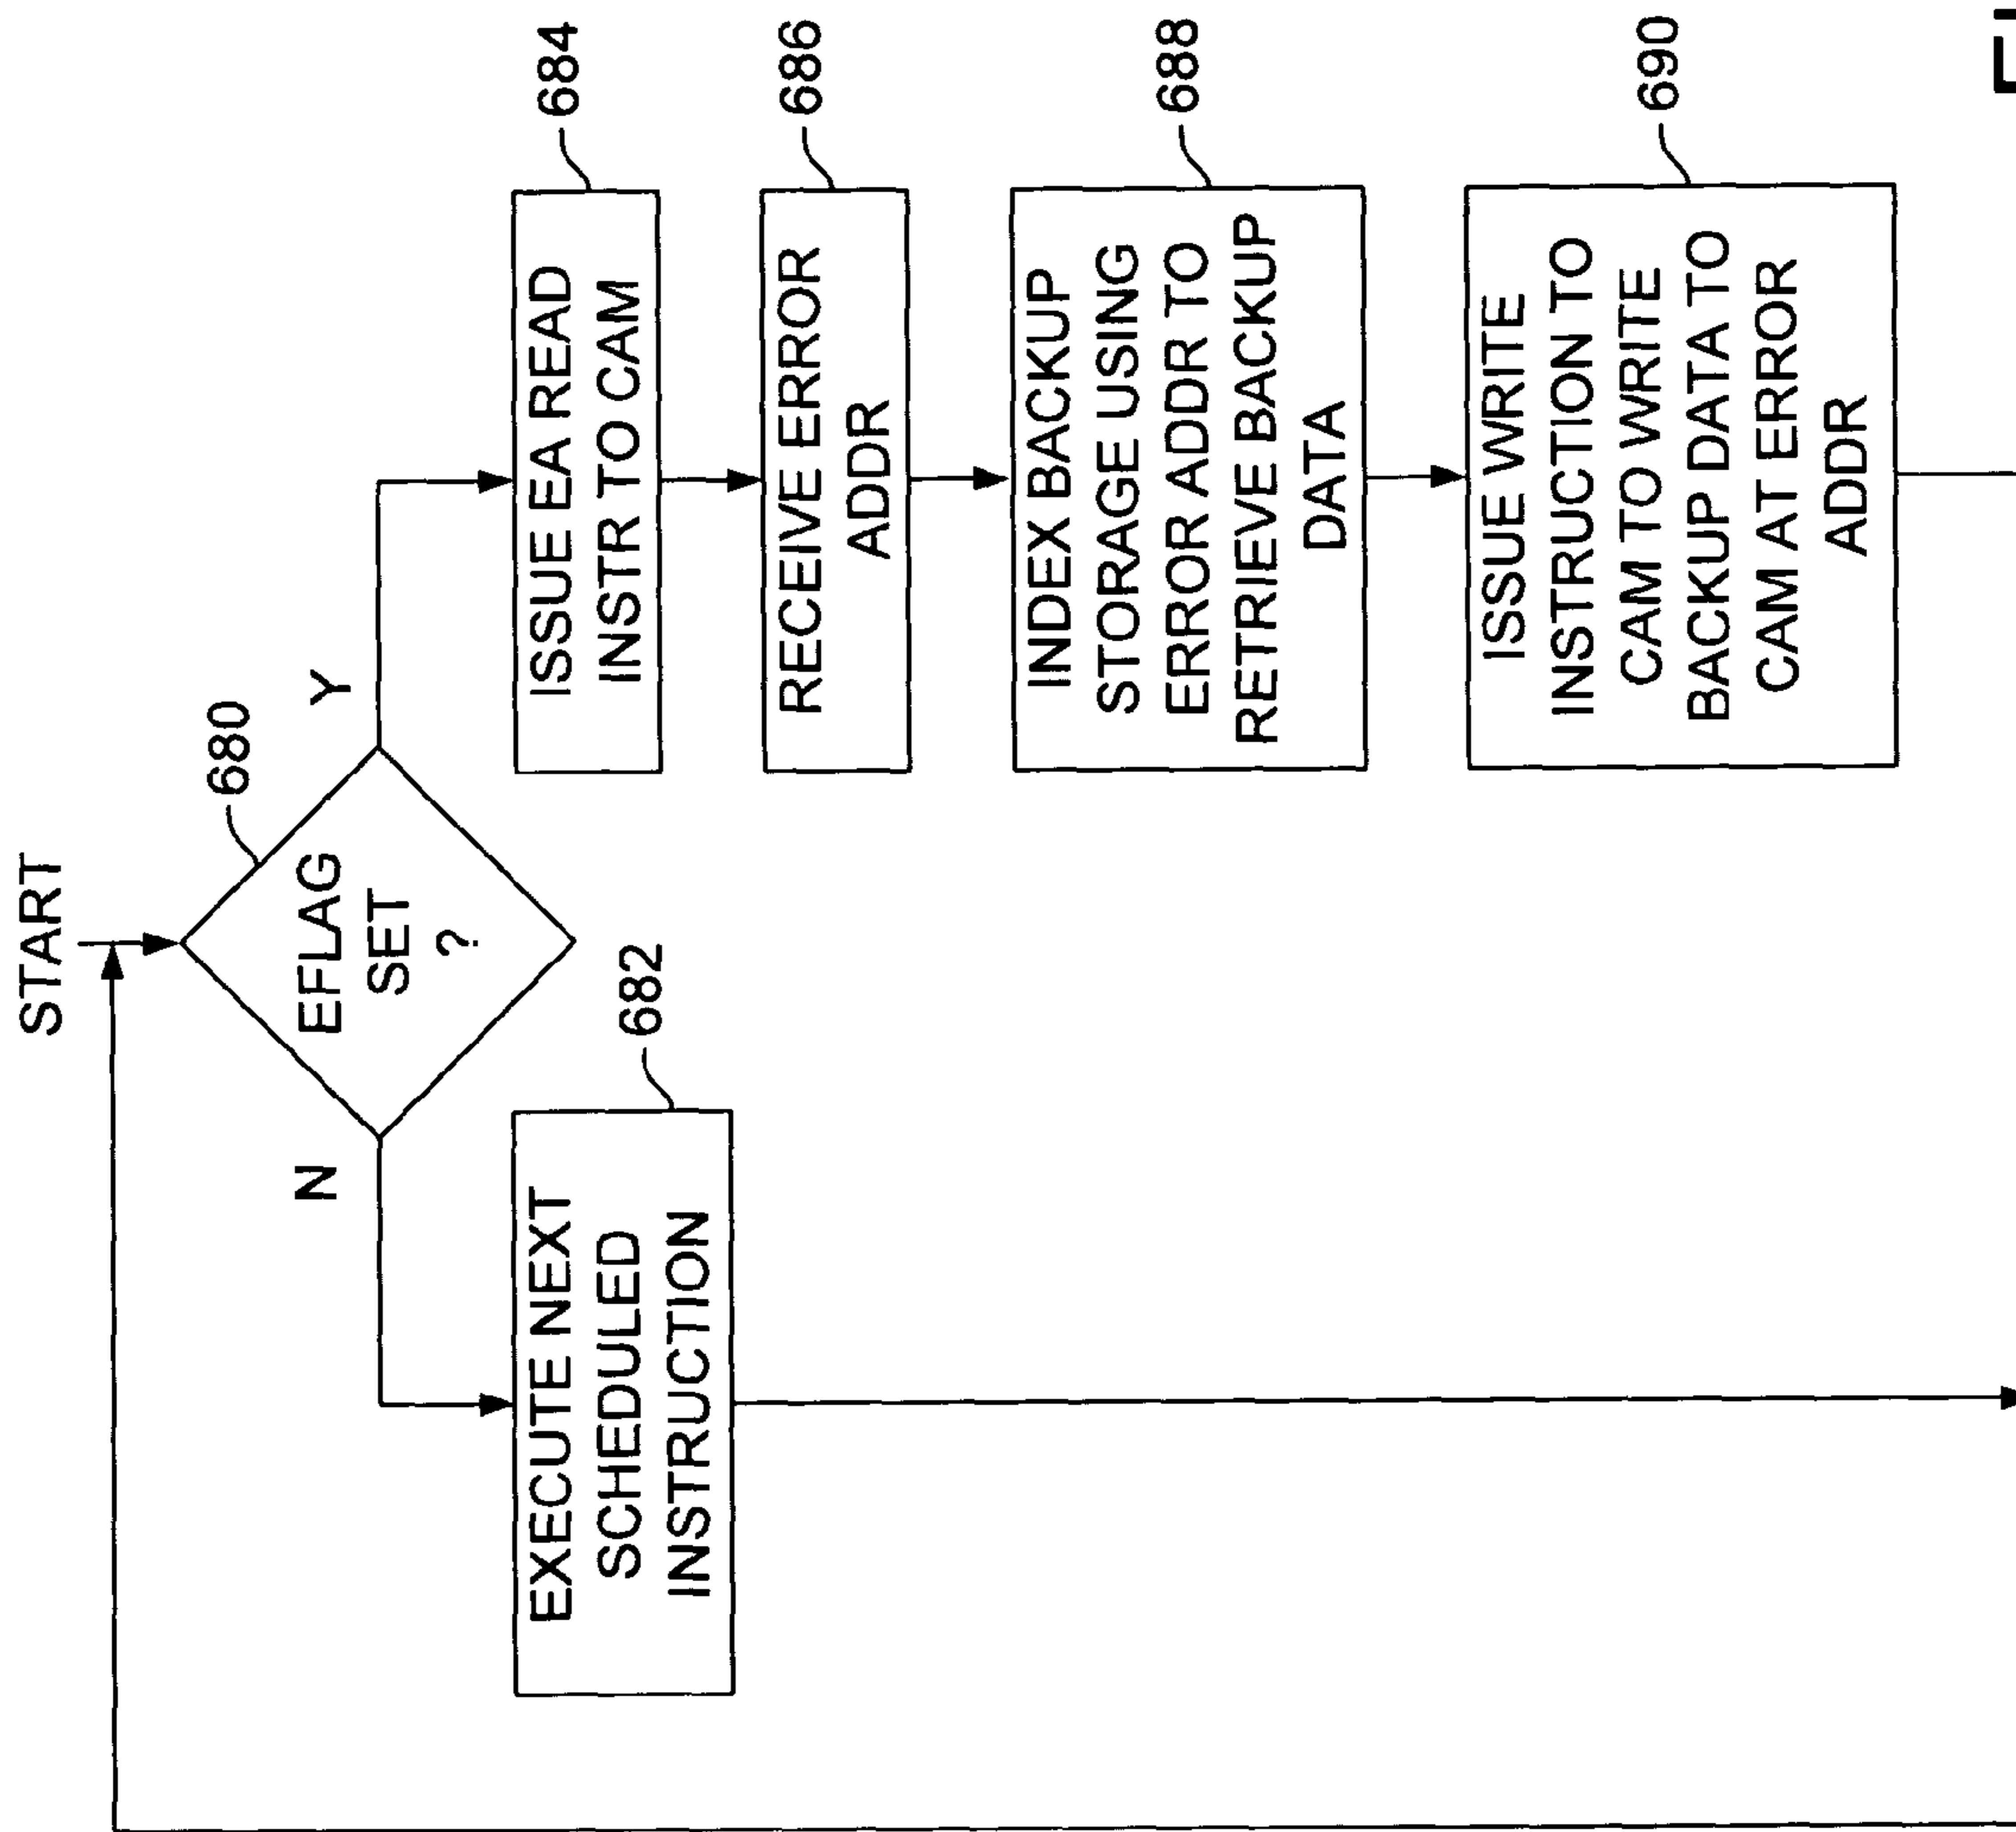 START
680
EFLAG
SET
?
Y
N
682
EXECUTE NEXT
SCHEDULED
INSTRUCTION
684
ISSUE EA READ
INSTR TO CAM
686
RECEIVE ERROR
ADDR
688
INDEX BACKUP
STORAGE USING
ERROR ADDR TO
RETRIEVE BACKUP
DATA
690
ISSUE WRITE
INSTRUCTION TO
CAM TO WRITE
BACKUP DATA TO
CAM AT ERROR
ADDR